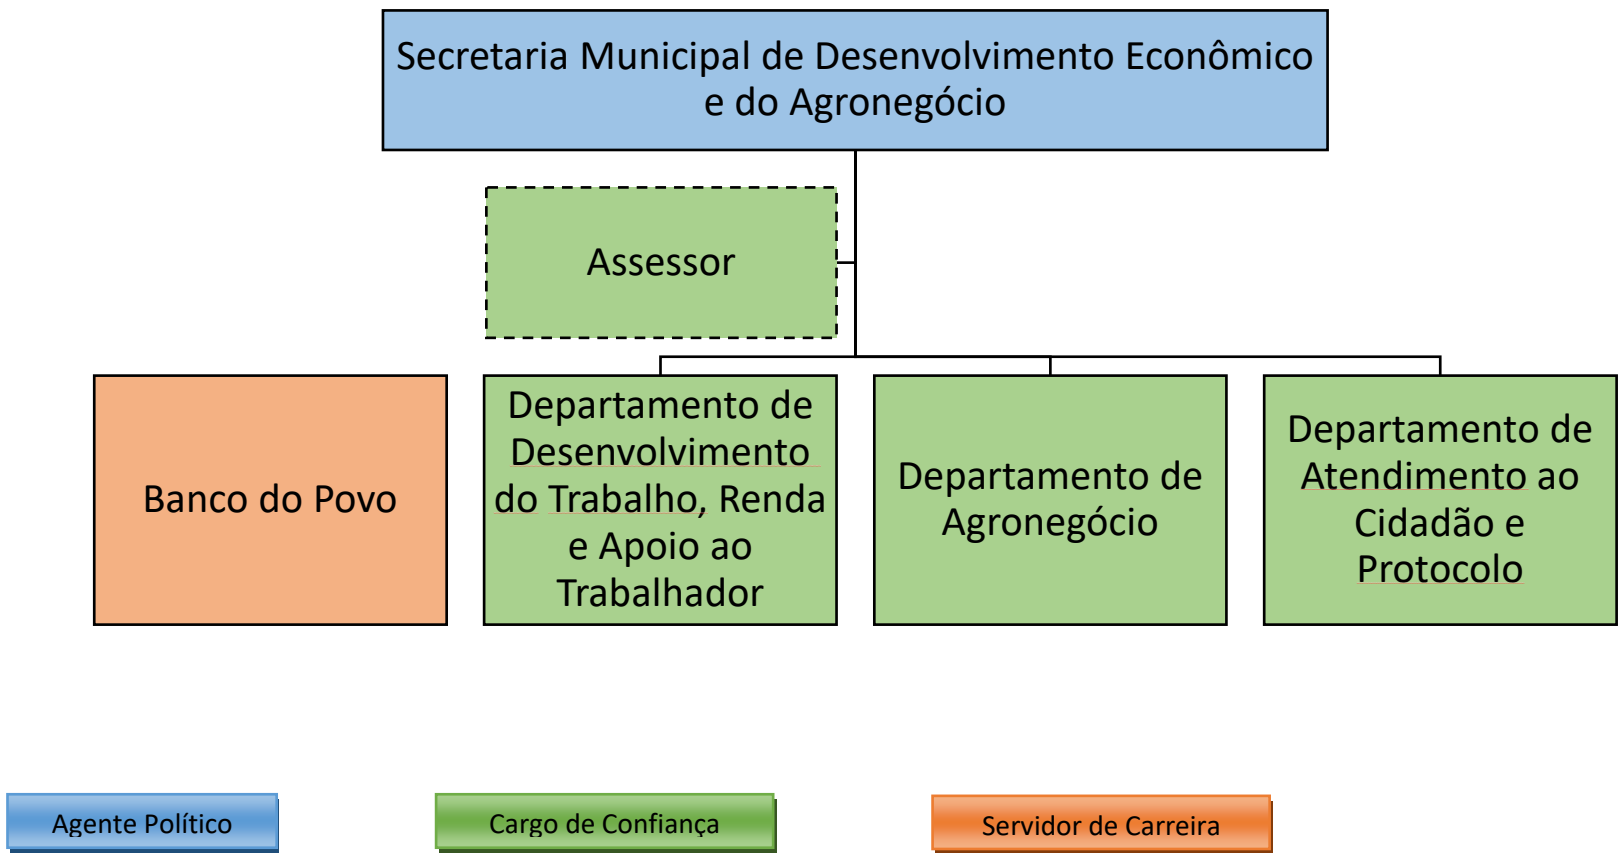 Secretaria Municipal de Desenvolvimento Econômico
e do Agronegócio
Assessor
Banco do Povo
Departamento de
Desenvolvimento
do Trabalho, Renda
e Apoio ao
Trabalhador
Departamento de
Agronegócio
Departamento de
Atendimento ao
Cidadão e
Protocolo
Agente Político
Cargo de Confiança
Servidor de Carreira